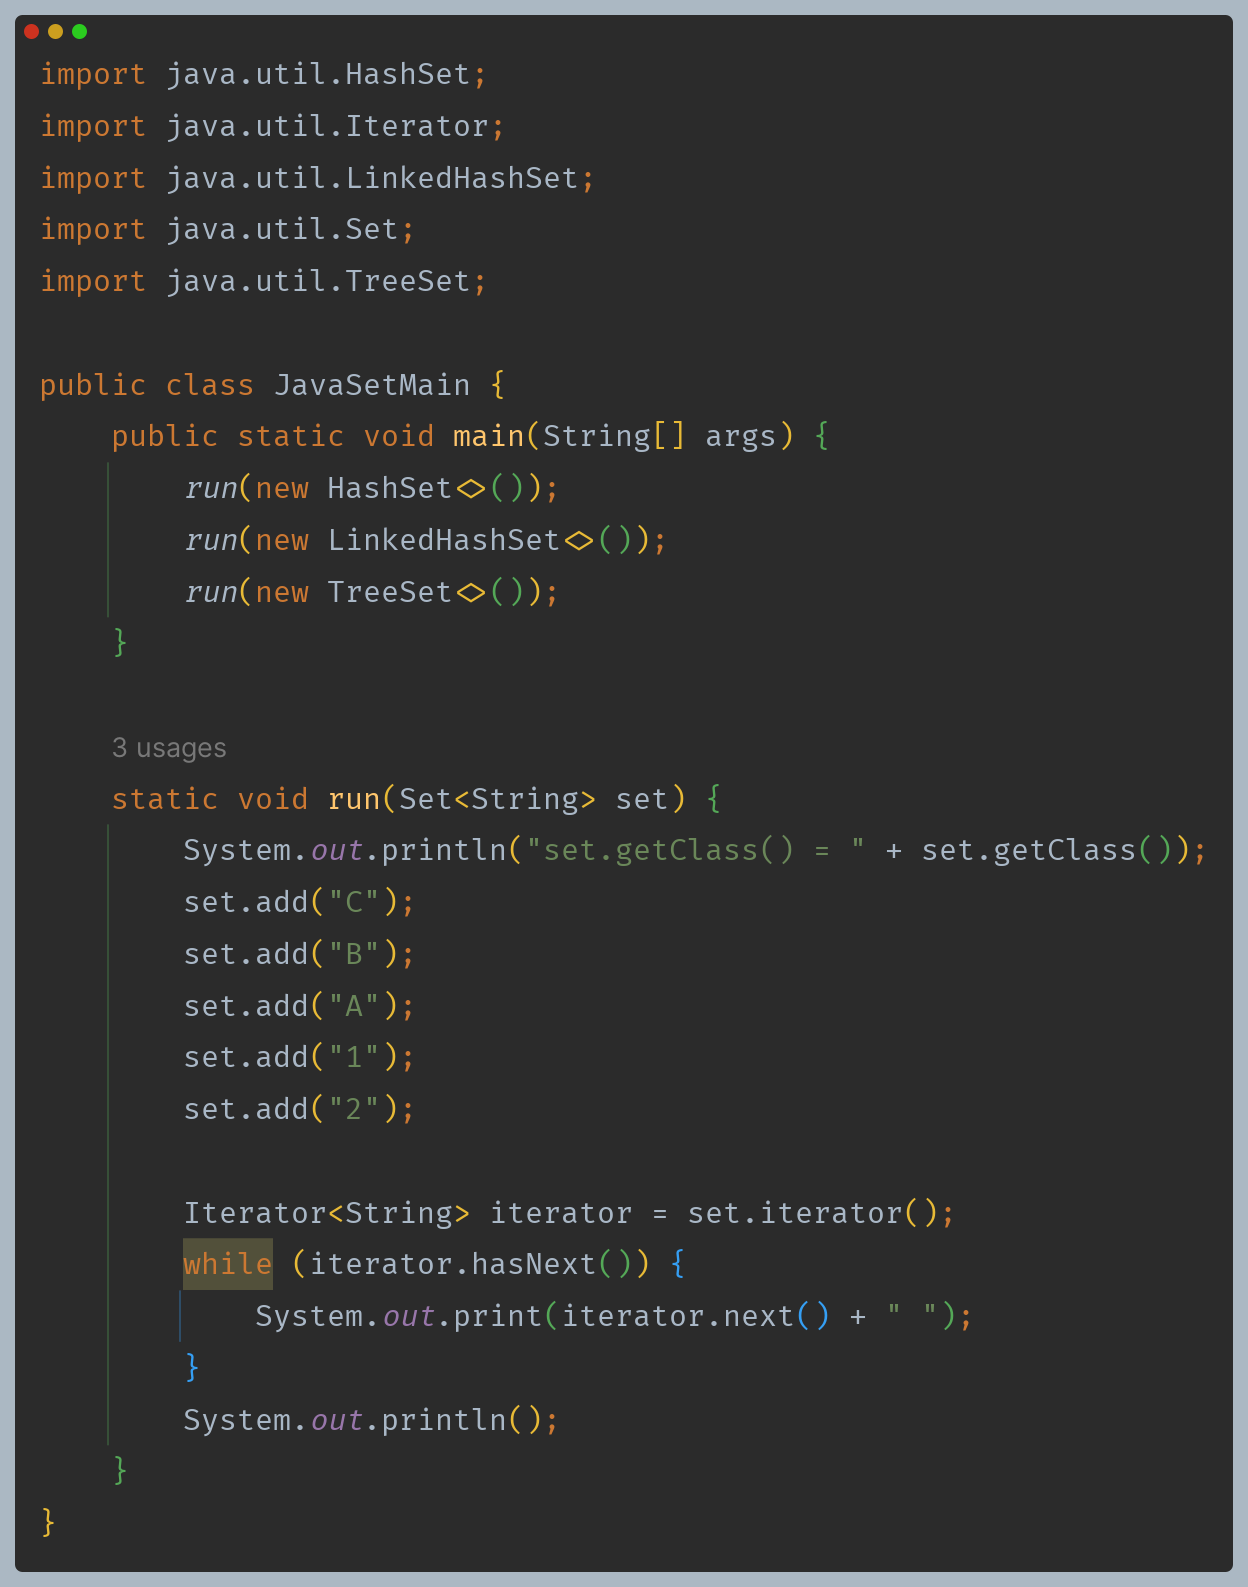 import java.util.HashSet;
import java.util.Iterator;
import java.util.LinkedHashSet;
import java.util.Set;
import java.util.TreeSet;

public class JavaSetMain {
    public static void main(String[] args) {
        run(new HashSet<>());
        run(new LinkedHashSet<>());
        run(new TreeSet<>());
    }

    3 usages
    static void run(Set<String> set) {
        System.out.println("set.getClass() = " + set.getClass());
        set.add("C");
        set.add("B");
        set.add("A");
        set.add("1");
        set.add("2");

        Iterator<String> iterator = set.iterator();
        while (iterator.hasNext()) {
            System.out.print(iterator.next() + " ");
        }
        System.out.println();
    }
}